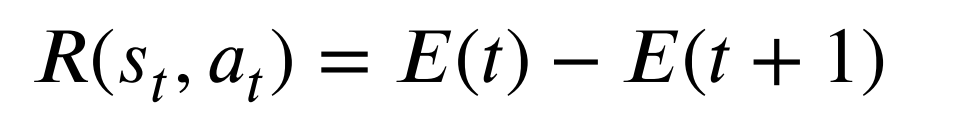 R(s_t, a_t) = E(t) − E(t + 1)